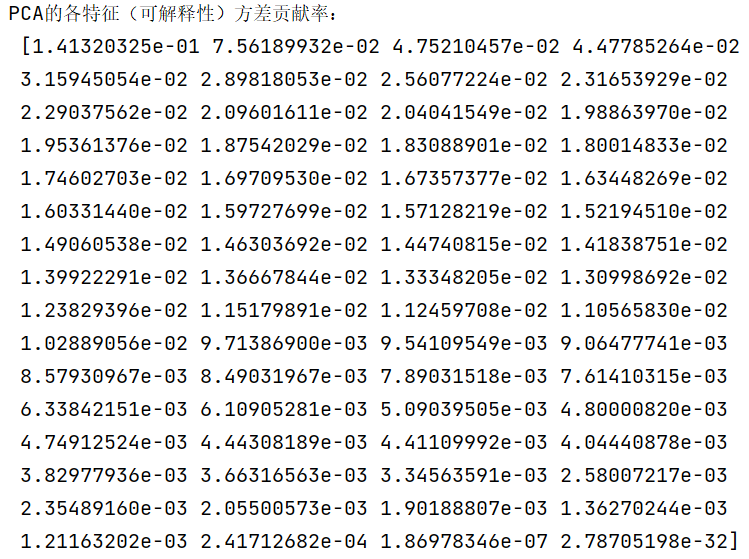 PCA的各特征（可解释性）方差贡献率：
[1.41320325e-01 7.56189932e-02 4.75210457e-02 4.47785264e-02
3.15945054e-02 2.89818053e-02 2.56077224e-02 2.31653929e-02
2.29037562e-02 2.09601611e-02 2.04041549e-02 1.98863970e-02
1.95361376e-02 1.87542029e-02 1.83088901e-02 1.80014833e-02
1.74602703e-02 1.69709530e-02 1.67357377e-02 1.63448269e-02
1.60331440e-02 1.59727699e-02 1.57128219e-02 1.52194510e-02
1.49060538e-02 1.46303692e-02 1.44740815e-02 1.41838751e-02
1.39922291e-02 1.36667844e-02 1.33348205e-02 1.30998692e-02
1.23829396e-02 1.15179891e-02 1.12459708e-02 1.10565830e-02
1.02889056e-02 9.71386900e-03 9.54109549e-03 9.06477741e-03
8.57930967e-03 8.49031967e-03 7.89031518e-03 7.61410315e-03
6.33842151e-03 6.10905281e-03 5.09039505e-03 4.80000820e-03
4.74912524e-03 4.44308189e-03 4.41109992e-03 4.04440878e-03
3.82977936e-03 3.66316563e-03 3.34563591e-03 2.58007217e-03
2.35489160e-03 2.05500573e-03 1.90188807e-03 1.36270244e-03
1.21163202e-03 2.41712682e-04 1.86978346e-07 2.78705198e-32]